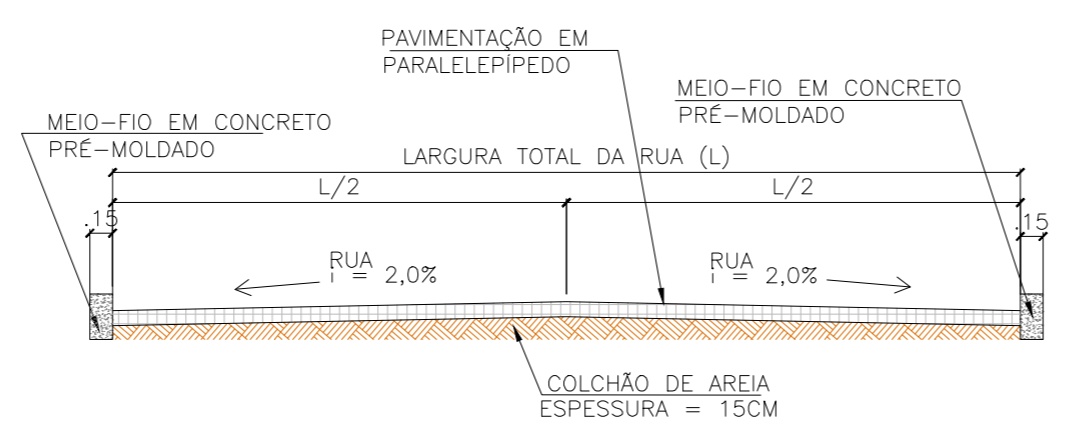 PAVIMENTAÇÃO EM
PARALELEPÍPEDO
MEIO-FIO EM CONCRETO
PRÉ-MOLDADO
MEIO-FIO EM CONCRETO
PRÉ-MOLDADO
LARGURA TOTAL DA RUA (L)
L/2
L/2
.15
.15
RUA
i = 2,0%
RUA
i = 2,0%
COLCHÃO DE AREIA
ESPESSURA = 15CM